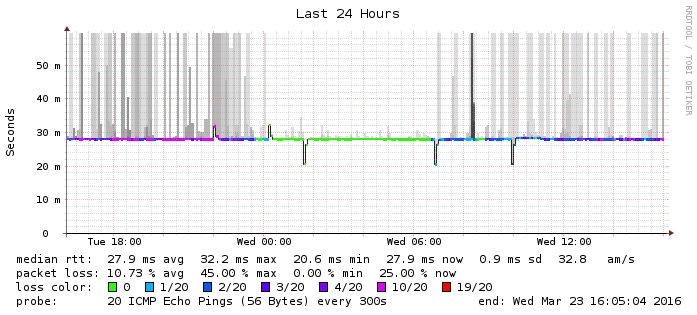 Last 24 Hours
RRDTOOL / TOBI OETIKER
Seconds
50 m
40 m
30 m
20 m
10 m
0
Tue 18:00 Wed 00:00 Wed 06:00 Wed 12:00
median rtt: 27.9 ms avg 32.2 ms max 20.6 ms min 27.9 ms now 0.9 ms sd 32.8 am/s
packet loss: 10.73 % avg 45.00 % max 0.00 % min 25.00 % now
loss color: 0 1/20 2/20 3/20 4/20 10/20 19/20
probe: 20 ICMP Echo Pings (56 Bytes) every 300s end: Wed Mar 23 16:05:04 2016